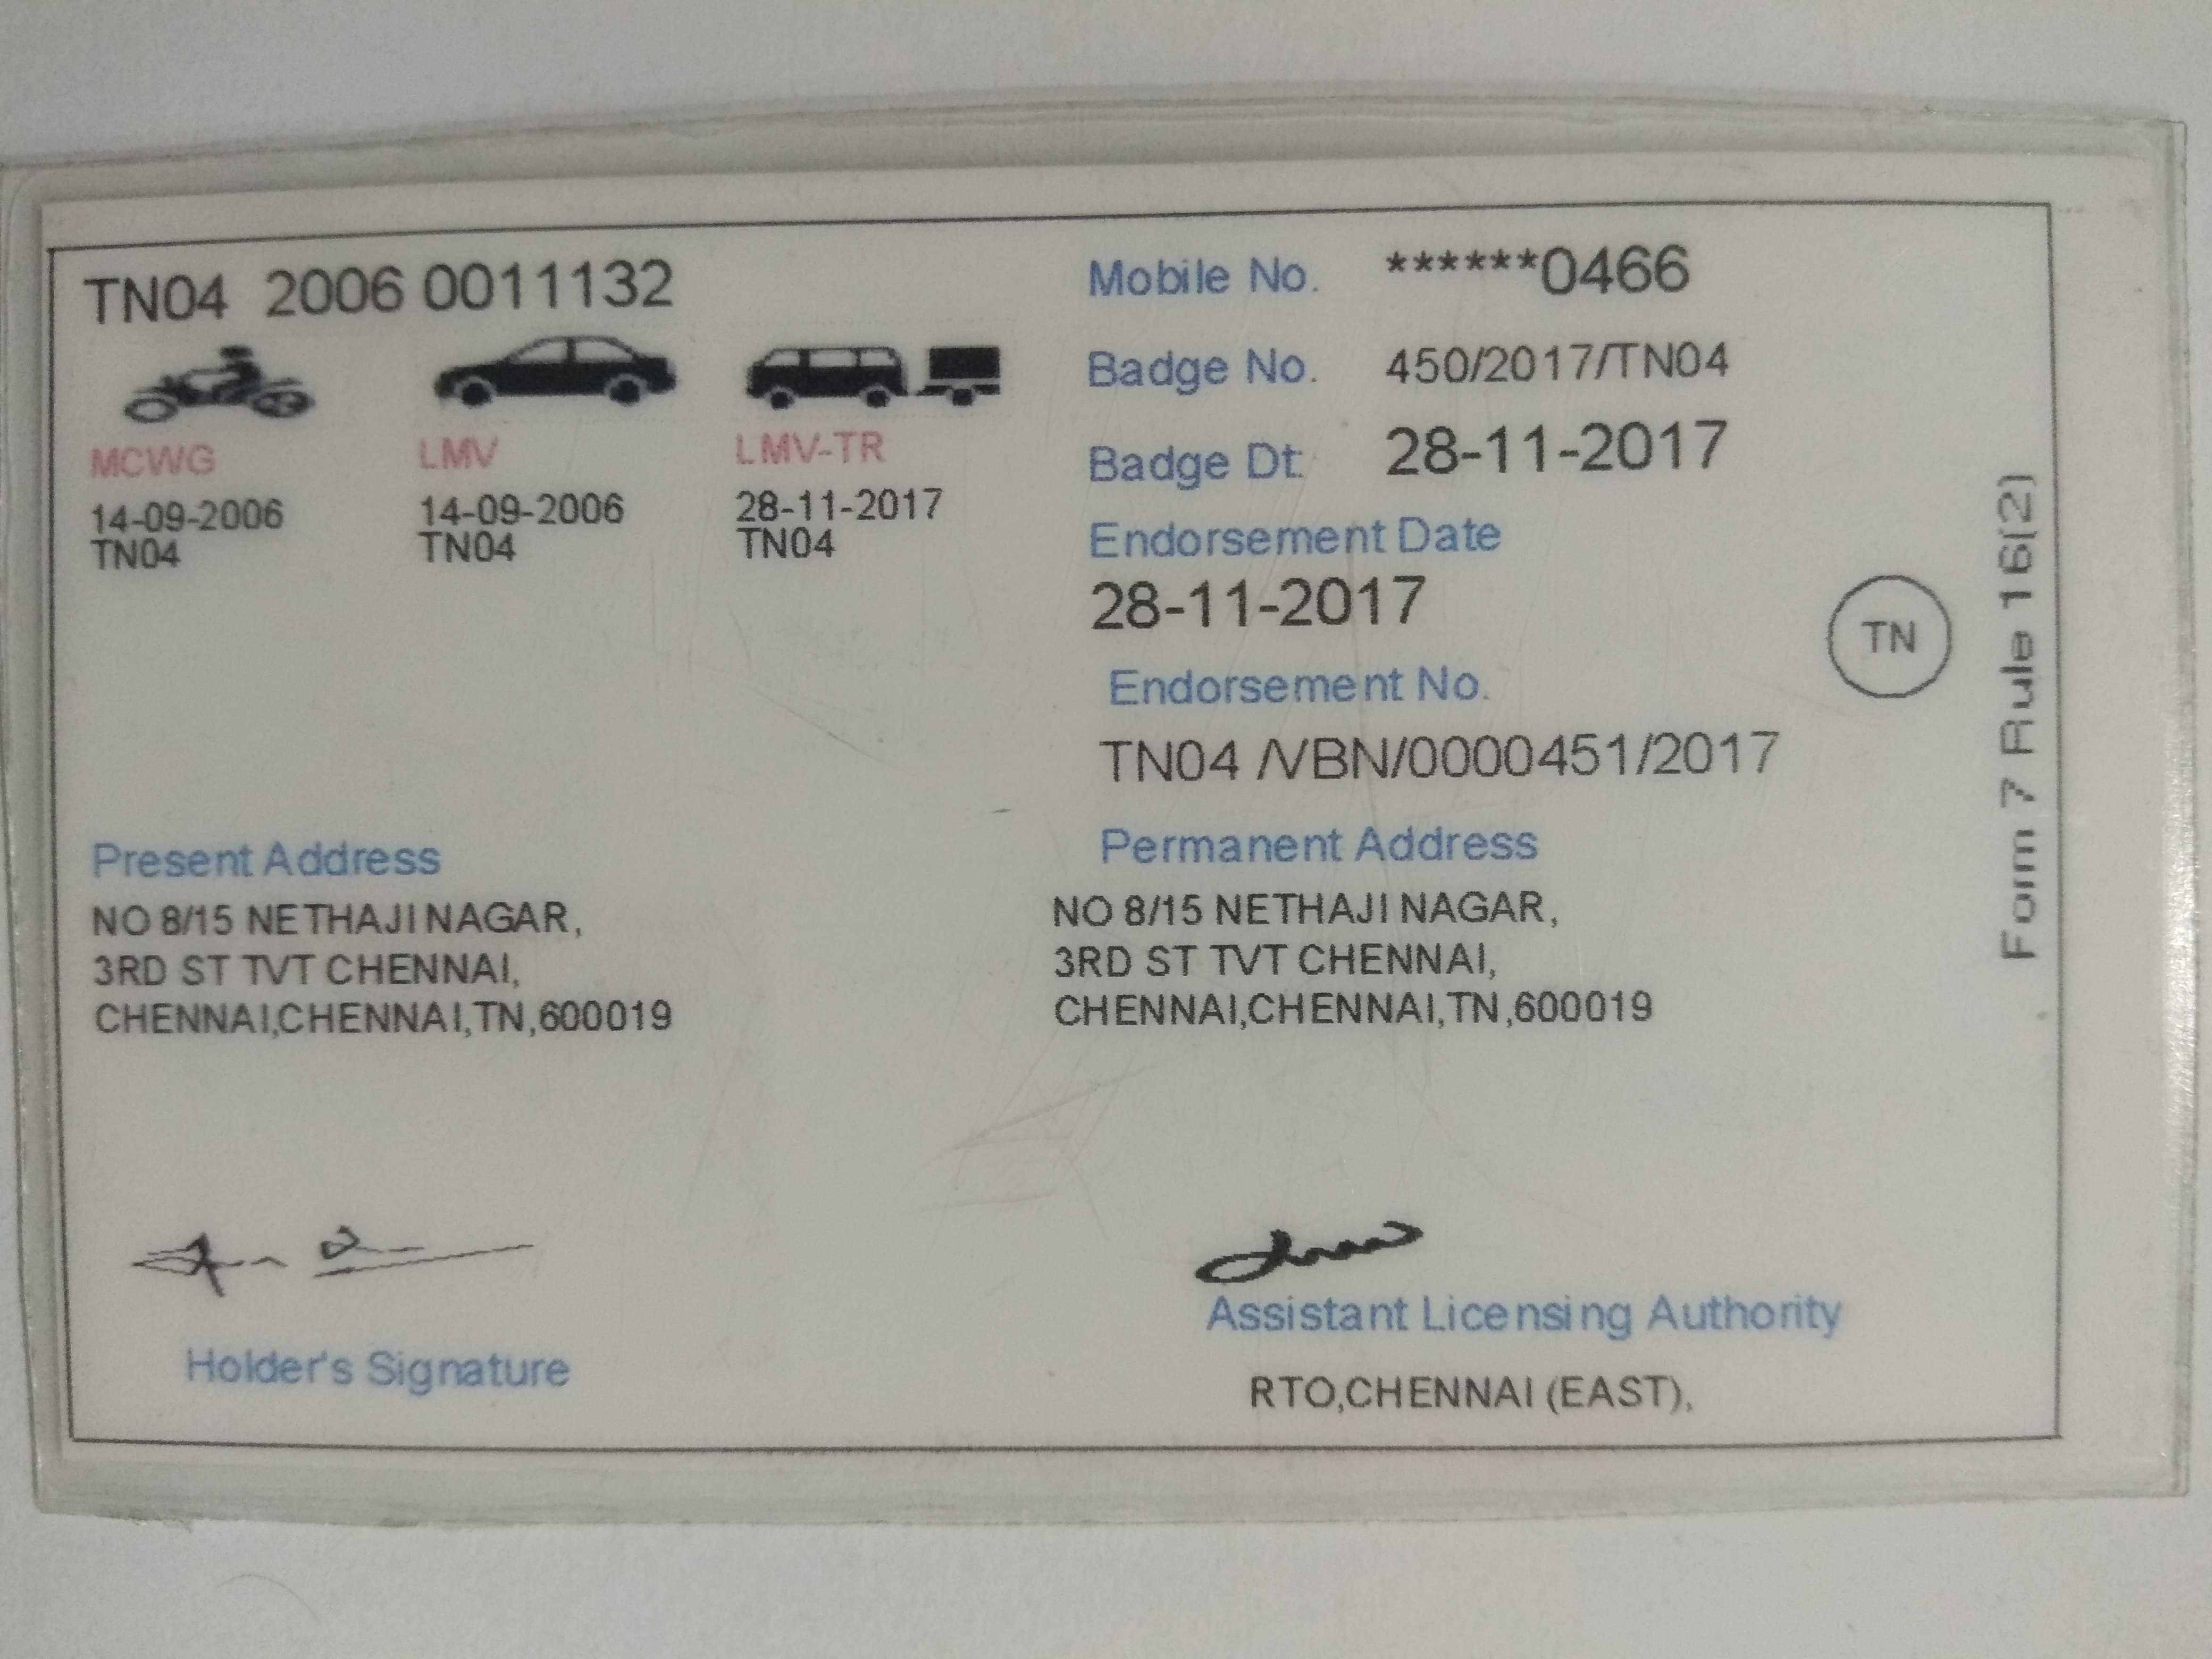 TN04 2006 0011132
MCWG LMV LMV-TR
14-09-2006 14-09-2006 28-11-2017
TN04 TN04 TN04
Mobile No. ******0466
Badge No. 450/2017/TN04
Badge Dt: 28-11-2017
Endorsement Date
28-11-2017
Endorsement No.
TN04 /VBN/0000451/2017
TN
Form 7 Rule 16(2)
Present Address
NO 8/15 NETHAJI NAGAR,
3RD ST TVT CHENNAI,
CHENNAI,CHENNAI,TN,600019
Permanent Address
NO 8/15 NETHAJI NAGAR,
3RD ST TVT CHENNAI,
CHENNAI,CHENNAI,TN,600019
Holder's Signature
Assistant Licensing Authority
RTO,CHENNAI (EAST),